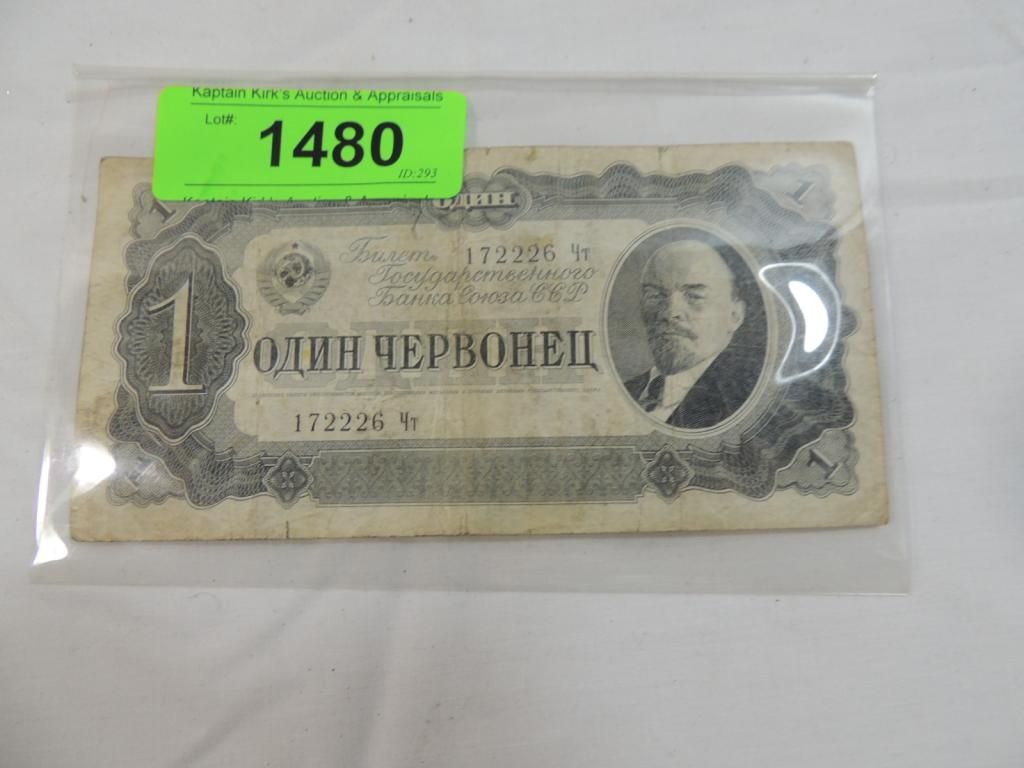 Kaptain Kirk's Auction & Appraisals
Lot#:
1480
ID:293
ОДИН
1
1
Билет 172226 Чт
Государственного
Банка Союза ССР
1
ОДИН ЧЕРВОНЕЦ
172226 Чт
1
1